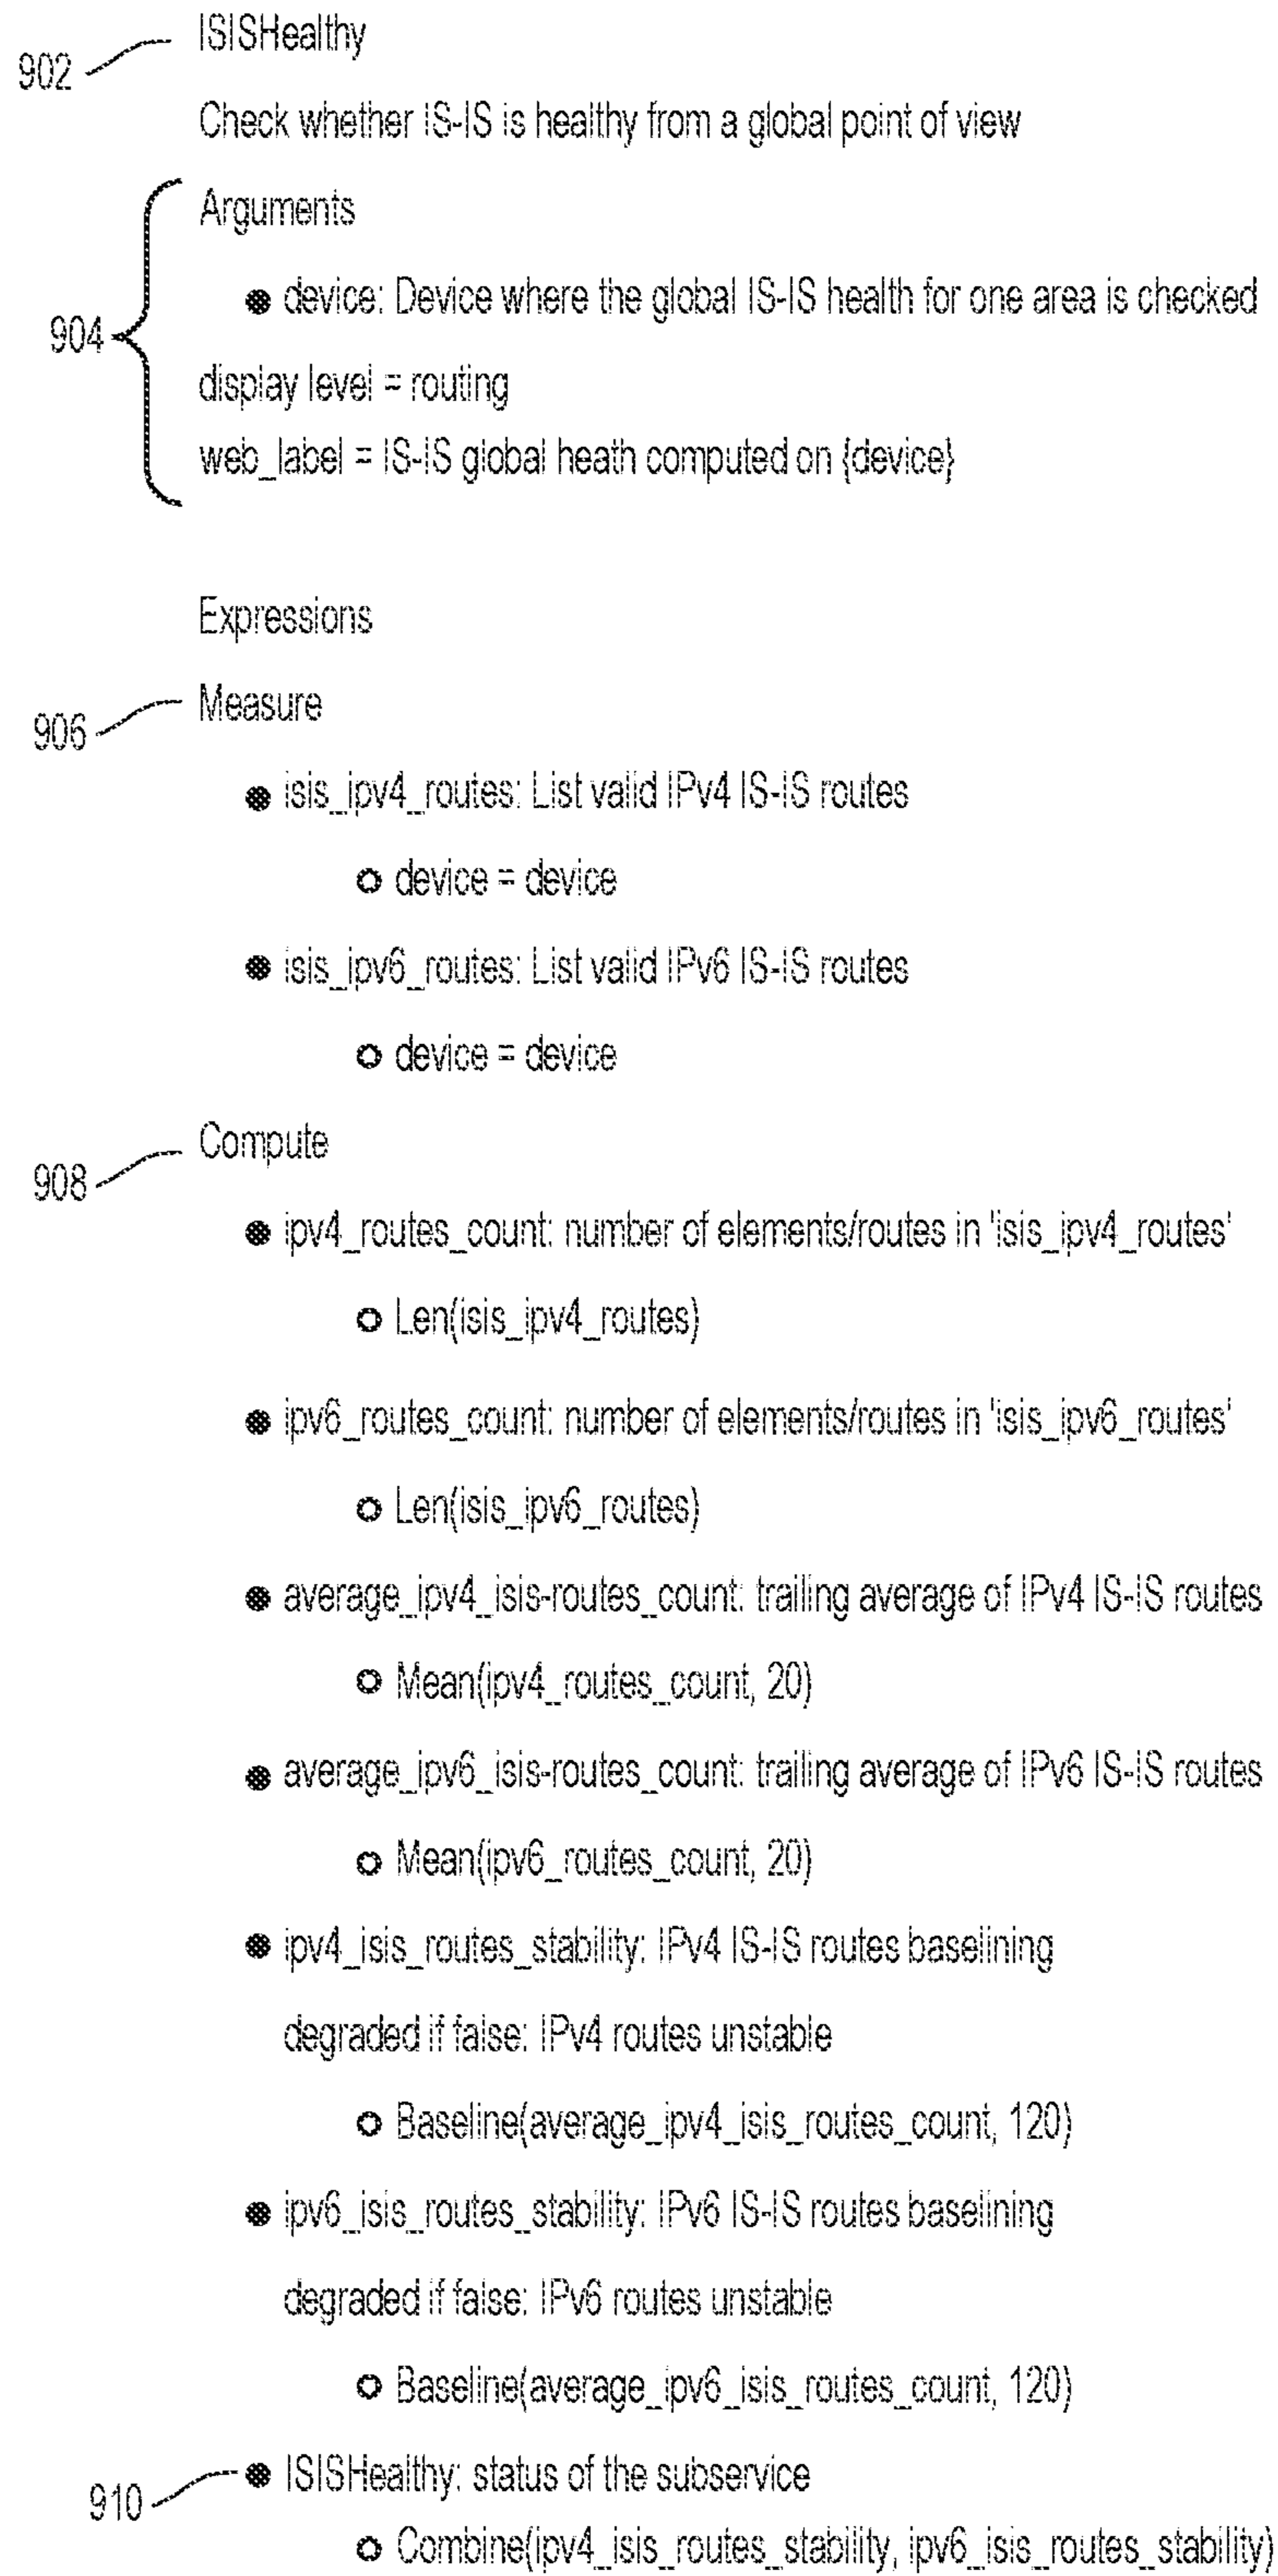 ISISHealthy
902
Check whether IS-IS is healthy from a global point of view
Arguments
● device: Device where the global IS-IS health for one area is checked
904
display level = routing
web_label = IS-IS global heath computed on {device}
Expressions
Measure
906
● isis_ipv4_routes: List valid IPv4 IS-IS routes
○ device = device
● isis_ipv6_routes: List valid IPv6 IS-IS routes
○ device = device
Compute
908
● ipv4_routes_count: number of elements/routes in 'isis_ipv4_routes'
○ Len(isis_ipv4_routes)
● ipv6_routes_count: number of elements/routes in 'isis_ipv6_routes'
○ Len(isis_ipv6_routes)
● average_ipv4_isis-routes_count: trailing average of IPv4 IS-IS routes
○ Mean(ipv4_routes_count, 20)
● average_ipv6_isis-routes_count: trailing average of IPv6 IS-IS routes
○ Mean(ipv6_routes_count, 20)
● ipv4_isis_routes_stability: IPv4 IS-IS routes baselining
degraded if false: IPv4 routes unstable
○ Baseline(average_ipv4_isis_routes_count, 120)
● ipv6_isis_routes_stability: IPv6 IS-IS routes baselining
degraded if false: IPv6 routes unstable
○ Baseline(average_ipv6_isis_routes_count, 120)
● ISISHealthy: status of the subservice
910
○ Combine(ipv4_isis_routes_stability, ipv6_isis_routes_stability)